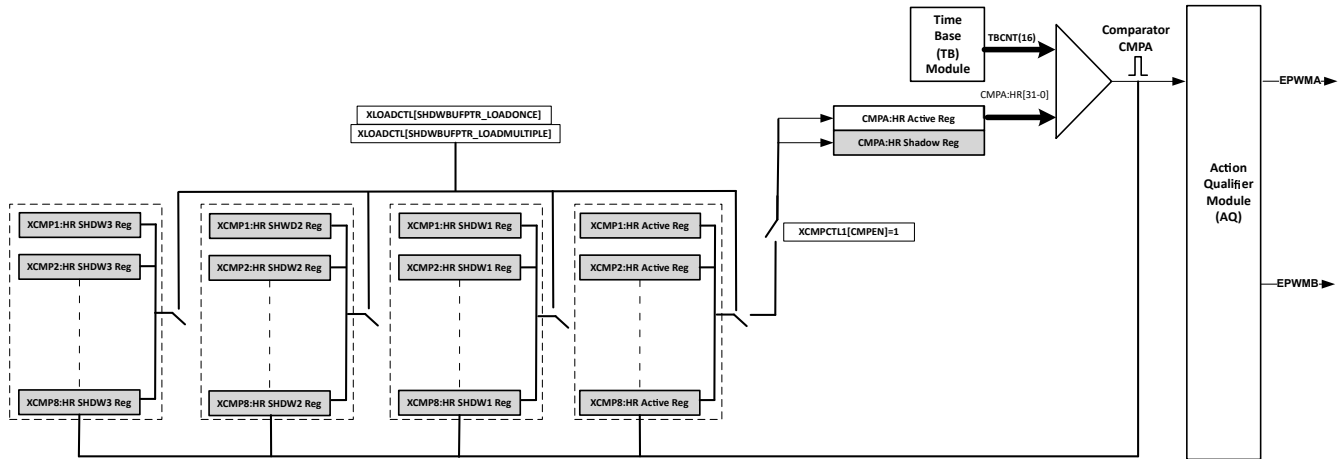 Time
Base
(TB)
Module
TBCNT(16)
Comparator
CMPA
CMPA:HR[31-0]
EPWMA
XLOADCTL[SHDWBUFPTR_LOADONCE]
XLOADCTL[SHDWBUFPTR_LOADMULTIPLE]
CMPA:HR Active Reg
CMPA:HR Shadow Reg
Action
Qualifier
Module
(AQ)
XCMP1:HR SHDW3 Reg
XCMP1:HR SHWD2 Reg
XCMP1:HR SHDW1 Reg
XCMP1:HR Active Reg
XCMPCTL1[CMPEN]=1
XCMP2:HR SHDW3 Reg
XCMP2:HR SHDW2 Reg
XCMP2:HR SHDW1 Reg
XCMP2:HR Active Reg
EPWMB
XCMP8:HR SHDW3 Reg
XCMP8:HR SHDW2 Reg
XCMP8:HR SHDW1 Reg
XCMP8:HR Active Reg